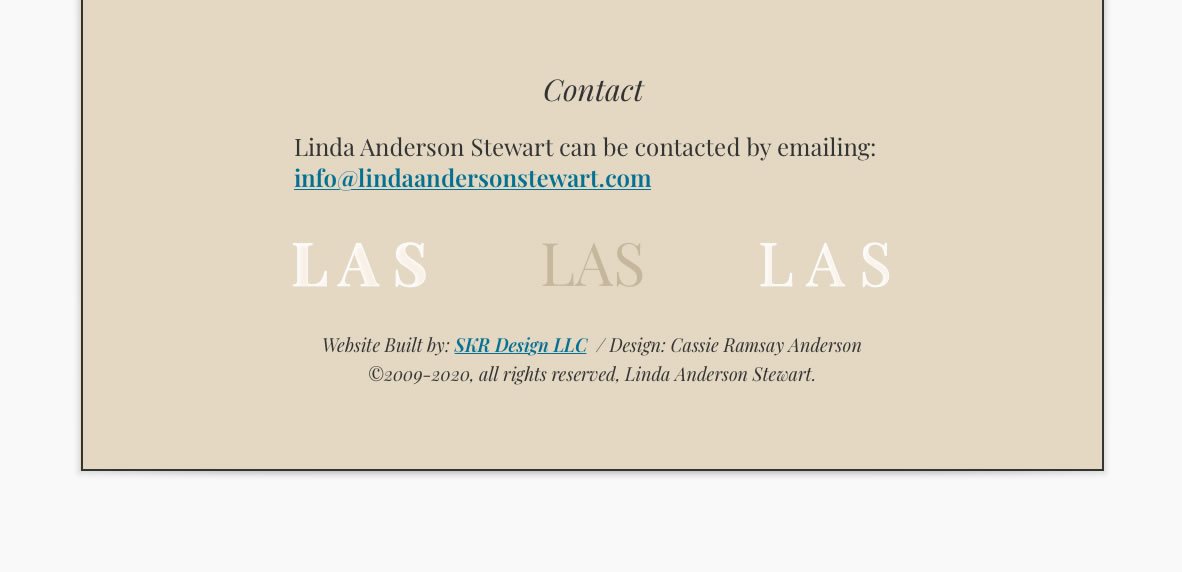 Contact
Linda Anderson Stewart can be contacted by emailing:
info@lindaandersonstewart.com
LAS LAS LAS
Website Built by: SKR Design LLC / Design: Cassie Ramsay Anderson
©2009-2020, all rights reserved, Linda Anderson Stewart.